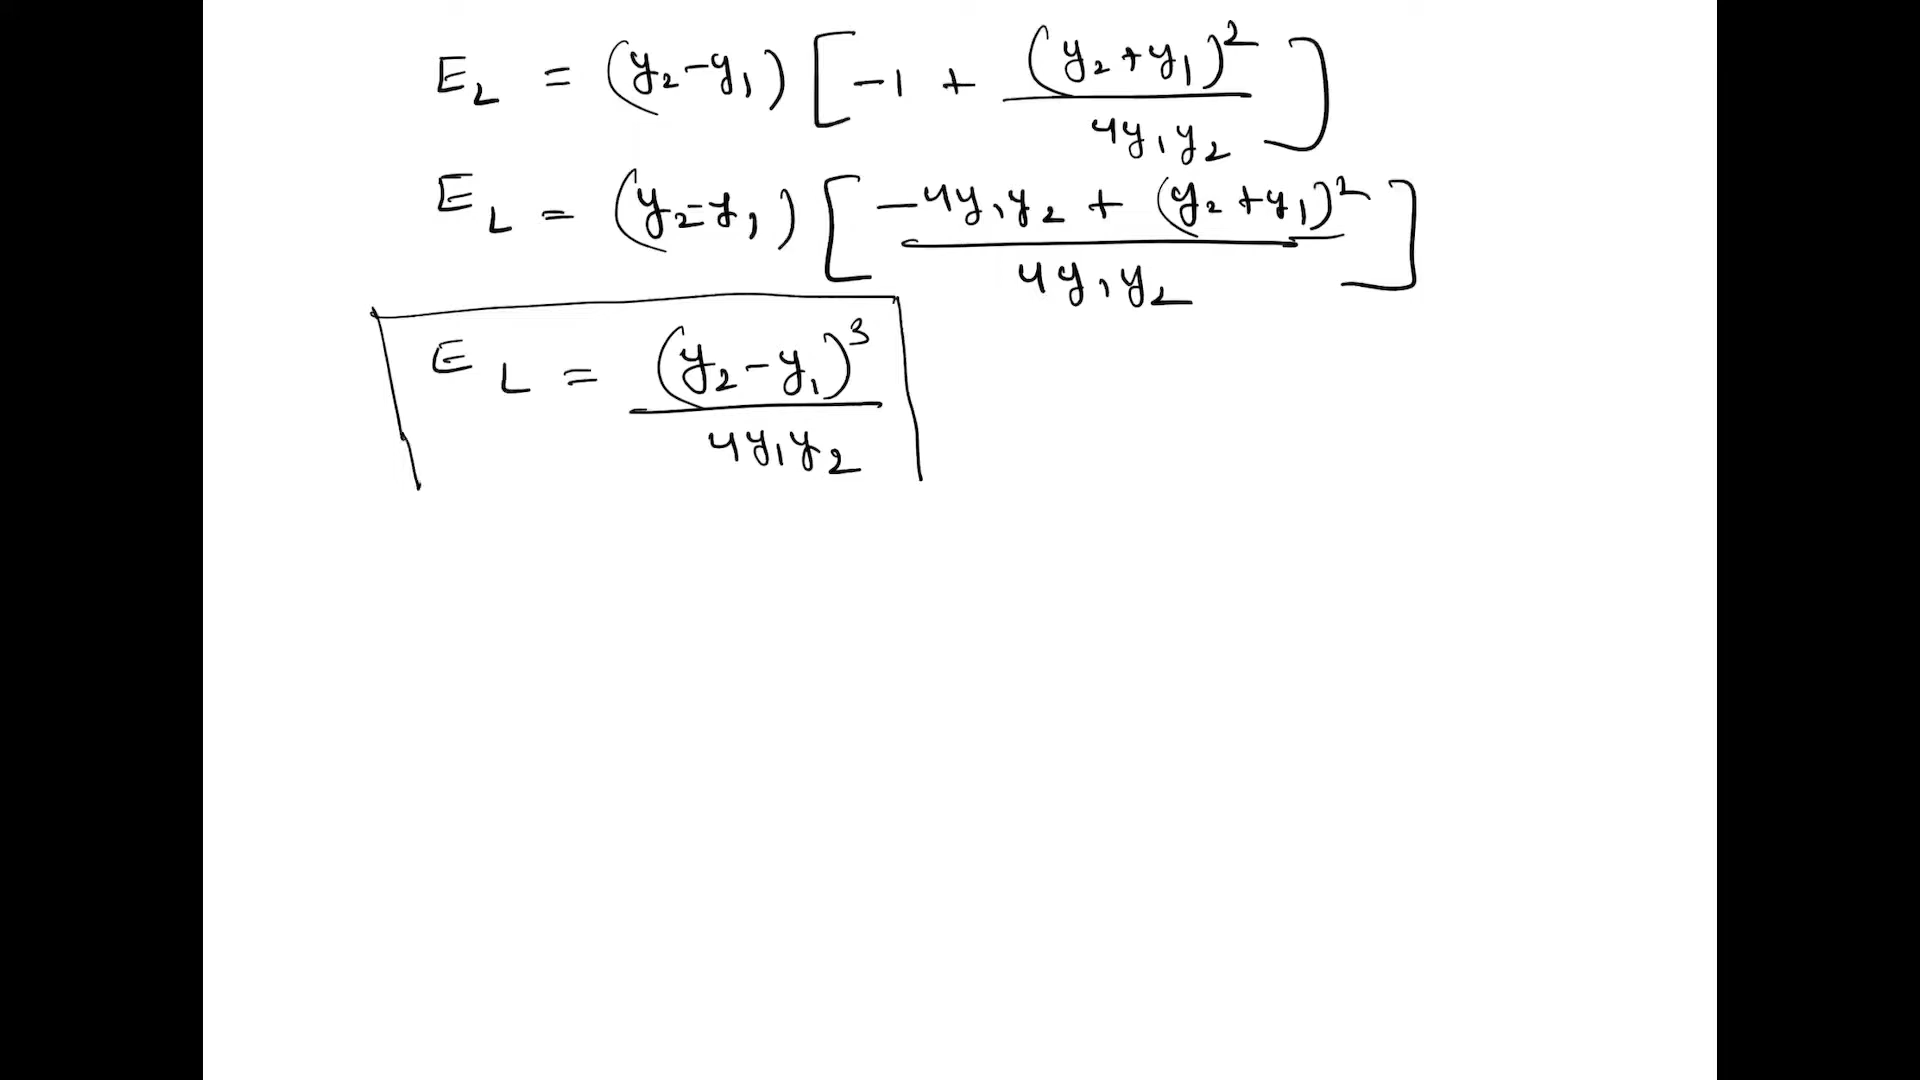 E_L = (y_2 - y_1) [ -1 + (y_2 + y_1)^2 / 4y_1y_2 ]
E_L = (y_2 - y_1) [ -4y_1y_2 + (y_2 + y_1)^2 / 4y_1y_2 ]
E_L = (y_2 - y_1)^3 / 4y_1y_2